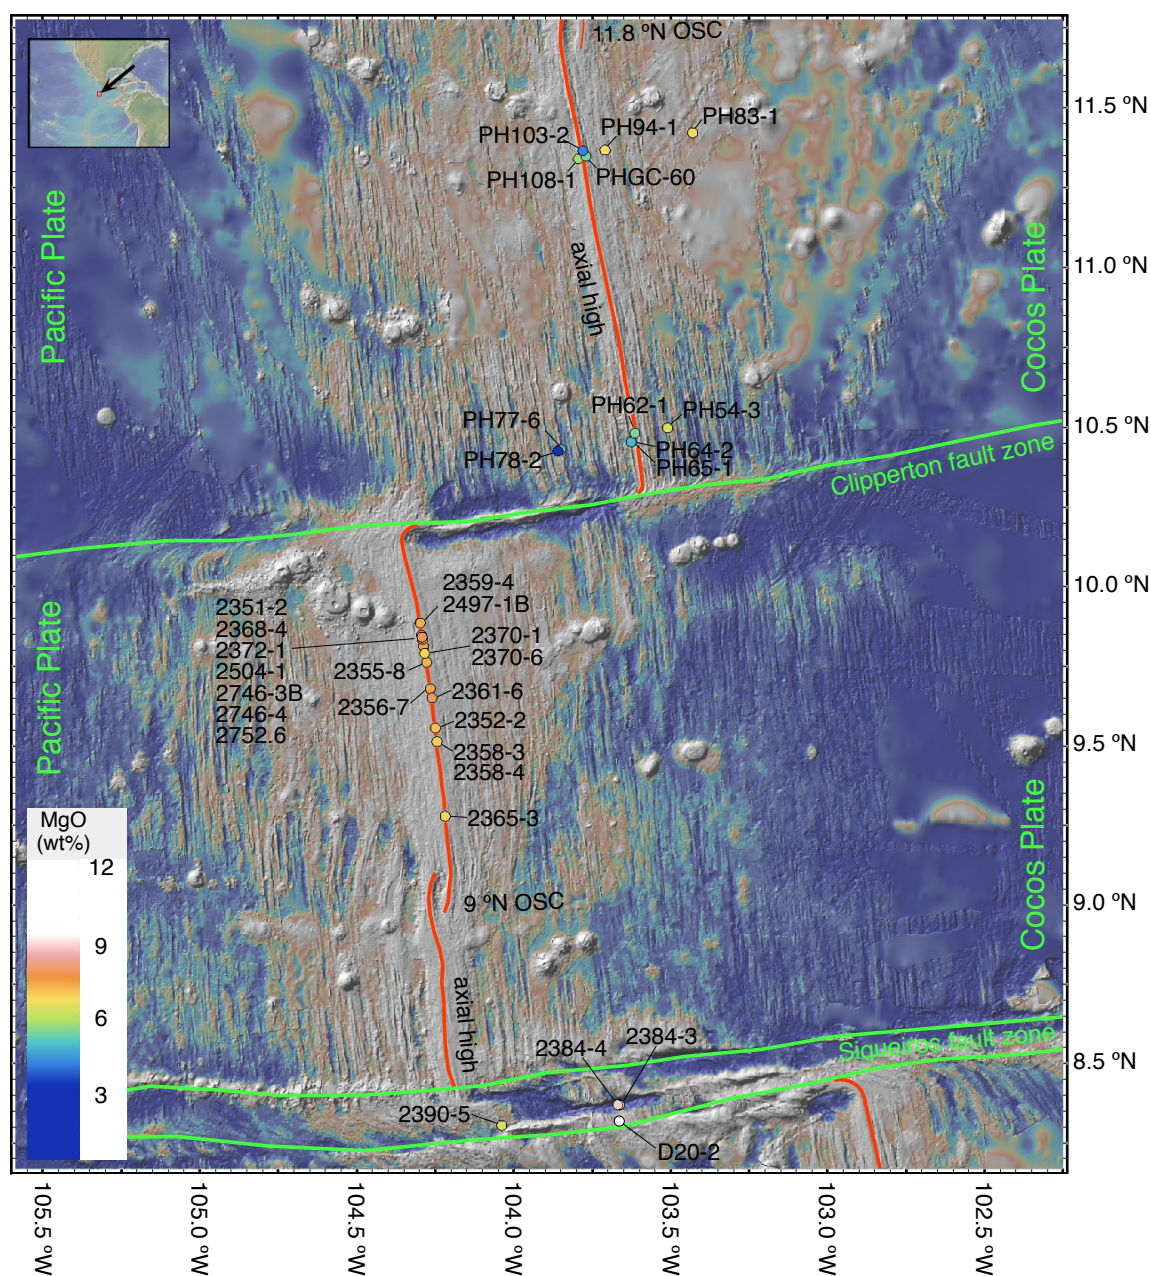 11.8 ºN OSC
11.5 ºN
PH83-1
PH103-2
PH94-1
PH108-1
PHGC-60
Pacific Plate
axial high
Cocos Plate
11.0 ºN
PH62-1
PH54-3
PH77-6
PH78-2
PH64-2
PH65-1
10.5 ºN
Clipperton fault zone
10.0 ºN
2359-4
2497-1B
2351-2
2368-4
2372-1
2504-1
2746-3B
2746-4
2752.6
2370-1
2370-6
2355-8
2356-7
2361-6
2352-2
2358-3
2358-4
2365-3
Pacific Plate
Cocos Plate
9.5 ºN
MgO
(wt%)
12
9
6
3
9 ºN OSC
9.0 ºN
axial high
Siqueiros fault zone
8.5 ºN
2384-3
2384-4
2390-5
D20-2
105.5 ºW
105.0 ºW
104.5 ºW
104.0 ºW
103.5 ºW
103.0 ºW
102.5 ºW